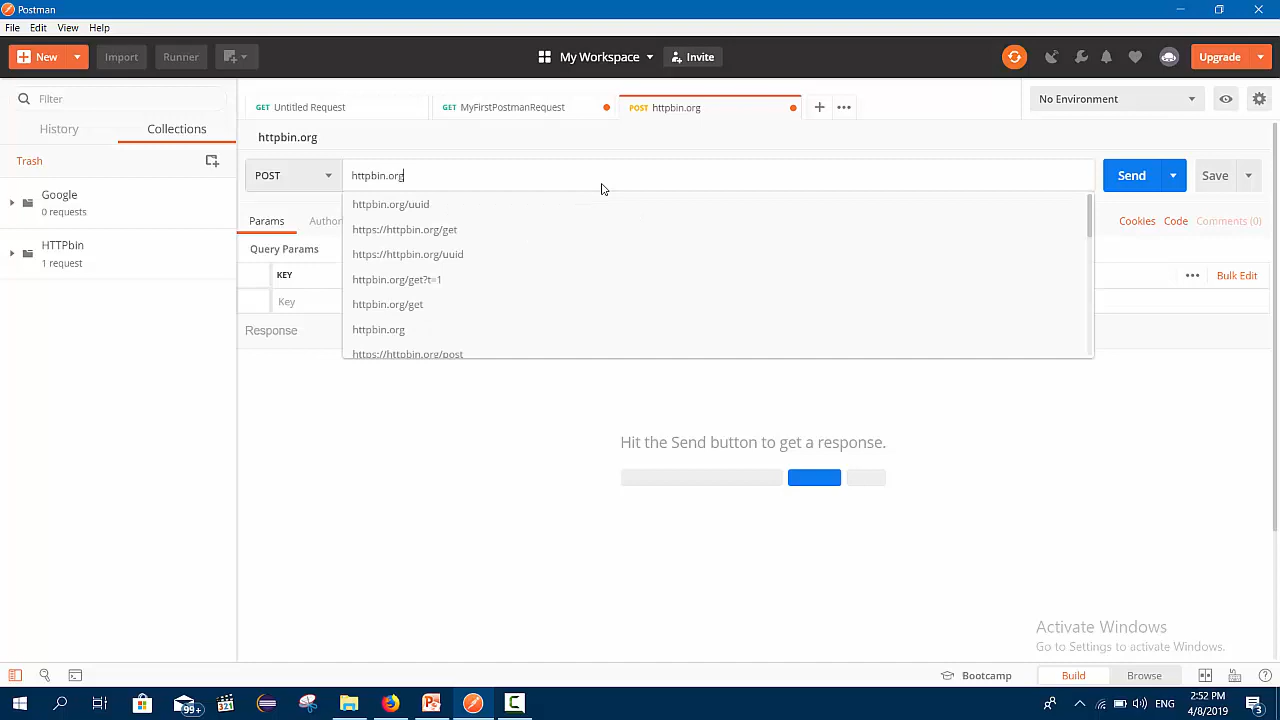 Postman
File Edit View Help
New Import Runner My Workspace Invite Upgrade
Filter
History Collections
Trash
Google
0 requests
HTTPbin
1 request
GET Untitled Request GET MyFirstPostmanRequest POST httpbin.org No Environment
httpbin.org
POST httpbin.org Send Save
httpbin.org/uuid
https://httpbin.org/get
https://httpbin.org/uuid
httpbin.org/get?t=1
httpbin.org/get
httpbin.org
https://httpbin.org/post
Params Author Cookies Code Comments (0)
Query Params
KEY Bulk Edit
Key
Response
Hit the Send button to get a response.
Activate Windows
Go to Settings to activate Windows.
Bootcamp Build Browse
99+ 321 ENG 2:52 PM
4/8/2019 3